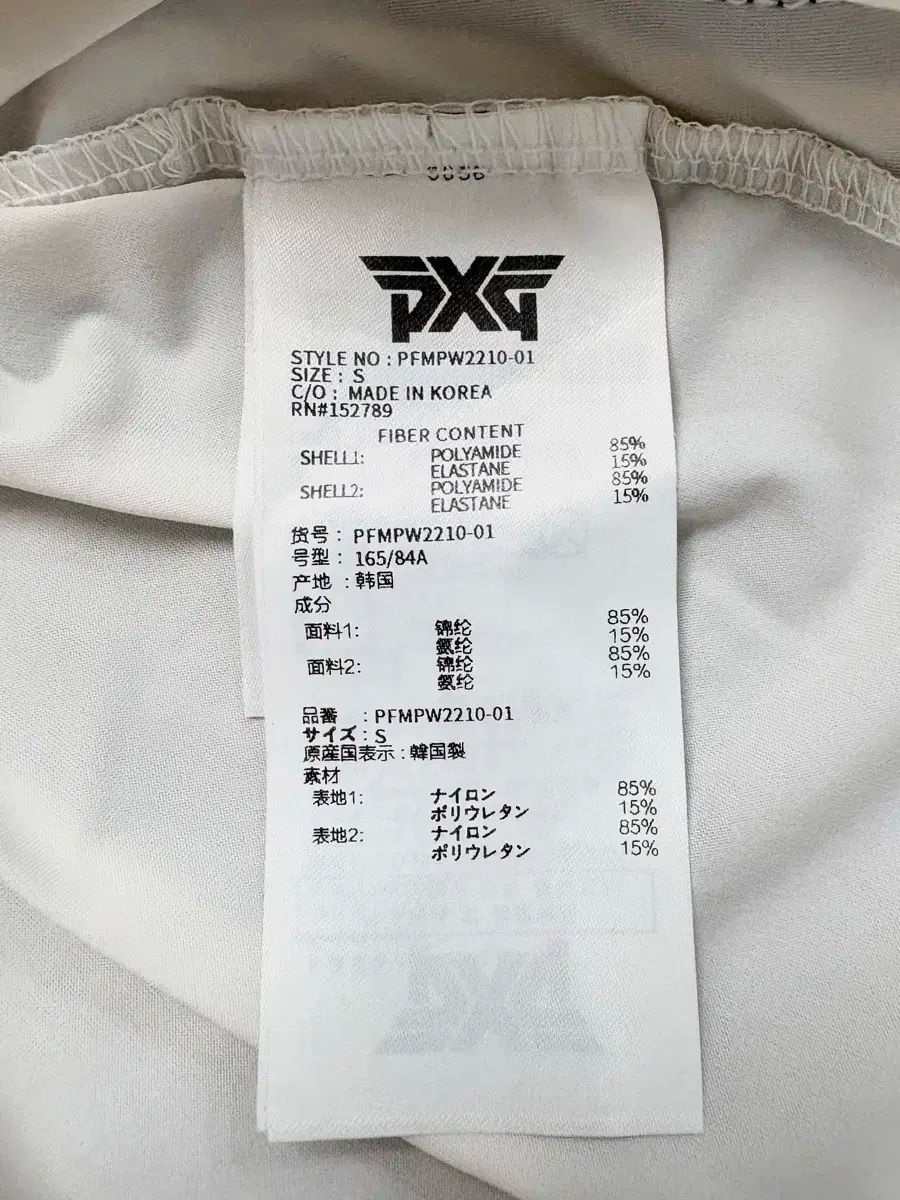 PXG
STYLE NO : PFMPW2210-01
SIZE : S
C/O : MADE IN KOREA
RN#152789
FIBER CONTENT
SHELL1: POLYAMIDE 85%
ELASTANE 15%
SHELL2: POLYAMIDE 85%
ELASTANE 15%
货号 : PFMPW2210-01
号型 : 165/84A
产地 : 韩国
成分
面料1: 锦纶 85%
氨纶 15%
面料2: 锦纶 85%
氨纶 15%
品番 : PFMPW2210-01
サイズ : S
原産国表示 : 韓国製
素材
表地1: ナイロン 85%
ポリウレタン 15%
表地2: ナイロン 85%
ポリウレタン 15%